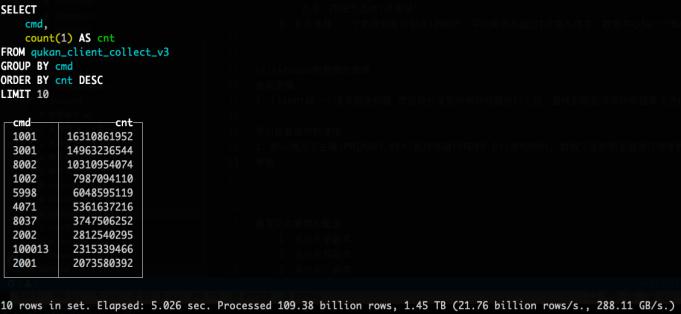 SELECT
cmd,
count(1) AS cnt
FROM qukan_client_collect_v3
GROUP BY cmd
ORDER BY cnt DESC
LIMIT 10
cmd cnt
1001 16310861952
3001 14963236544
8002 10310954074
1002 7987094110
5998 6048595119
4071 5361637216
8037 3747506252
2002 2812540295
100013 2315339466
2001 2073580392
10 rows in set. Elapsed: 5.026 sec. Processed 109.38 billion rows, 1.45 TB (21.76 billion rows/s., 288.11 GB/s.)